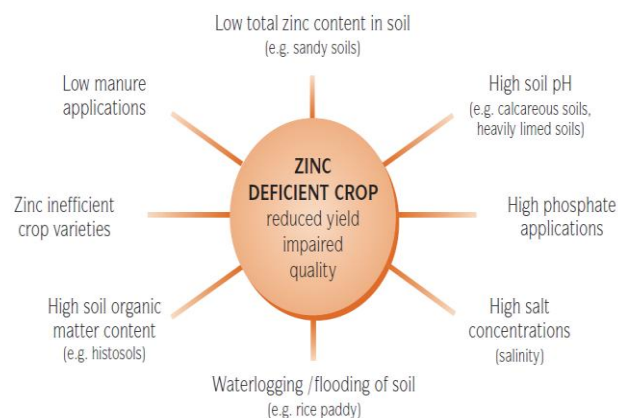 Low total zinc content in soil
(e.g. sandy soils)
Low manure
applications
High soil pH
(e.g. calcareous soils,
heavily limed soils)
ZINC
DEFICIENT CROP
reduced yield
impaired
quality
Zinc inefficient
crop varieties
High phosphate
applications
High soil organic
matter content
(e.g. histosols)
High salt
concentrations
(salinity)
Waterlogging /flooding of soil
(e.g. rice paddy)